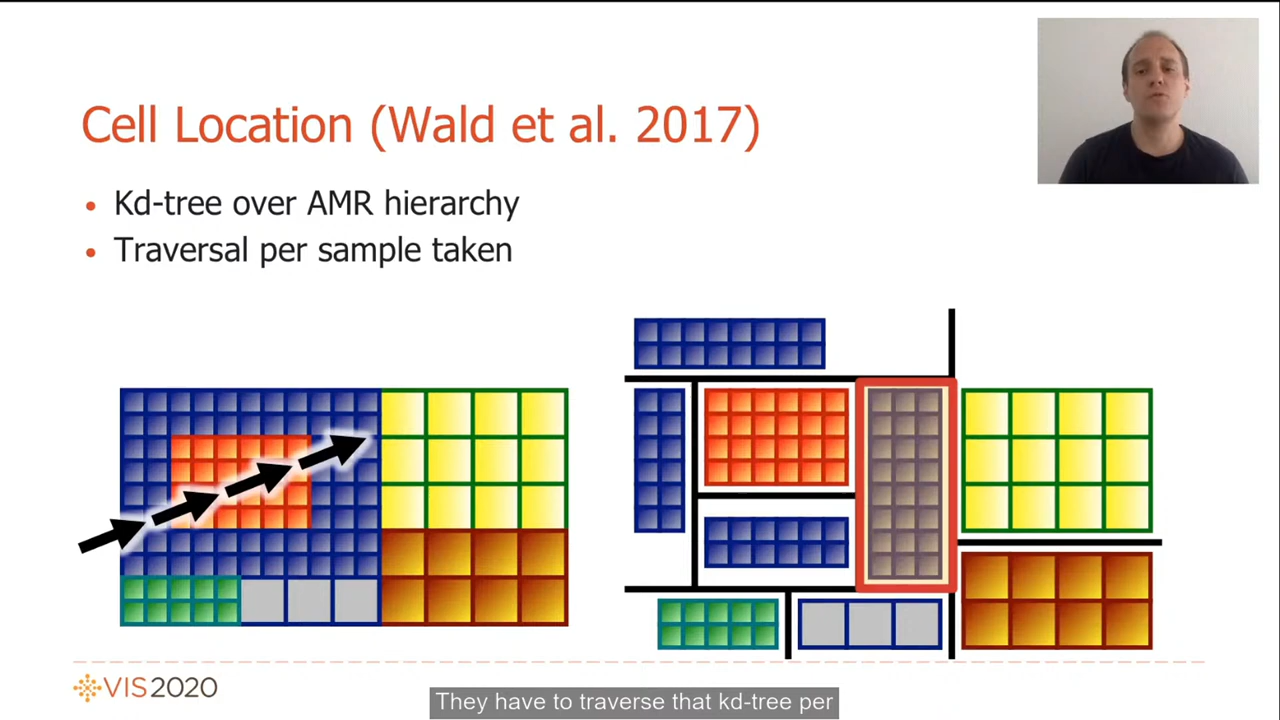 Cell Location (Wald et al. 2017)
• Kd-tree over AMR hierarchy
• Traversal per sample taken
VIS2020
They have to traverse that kd-tree per